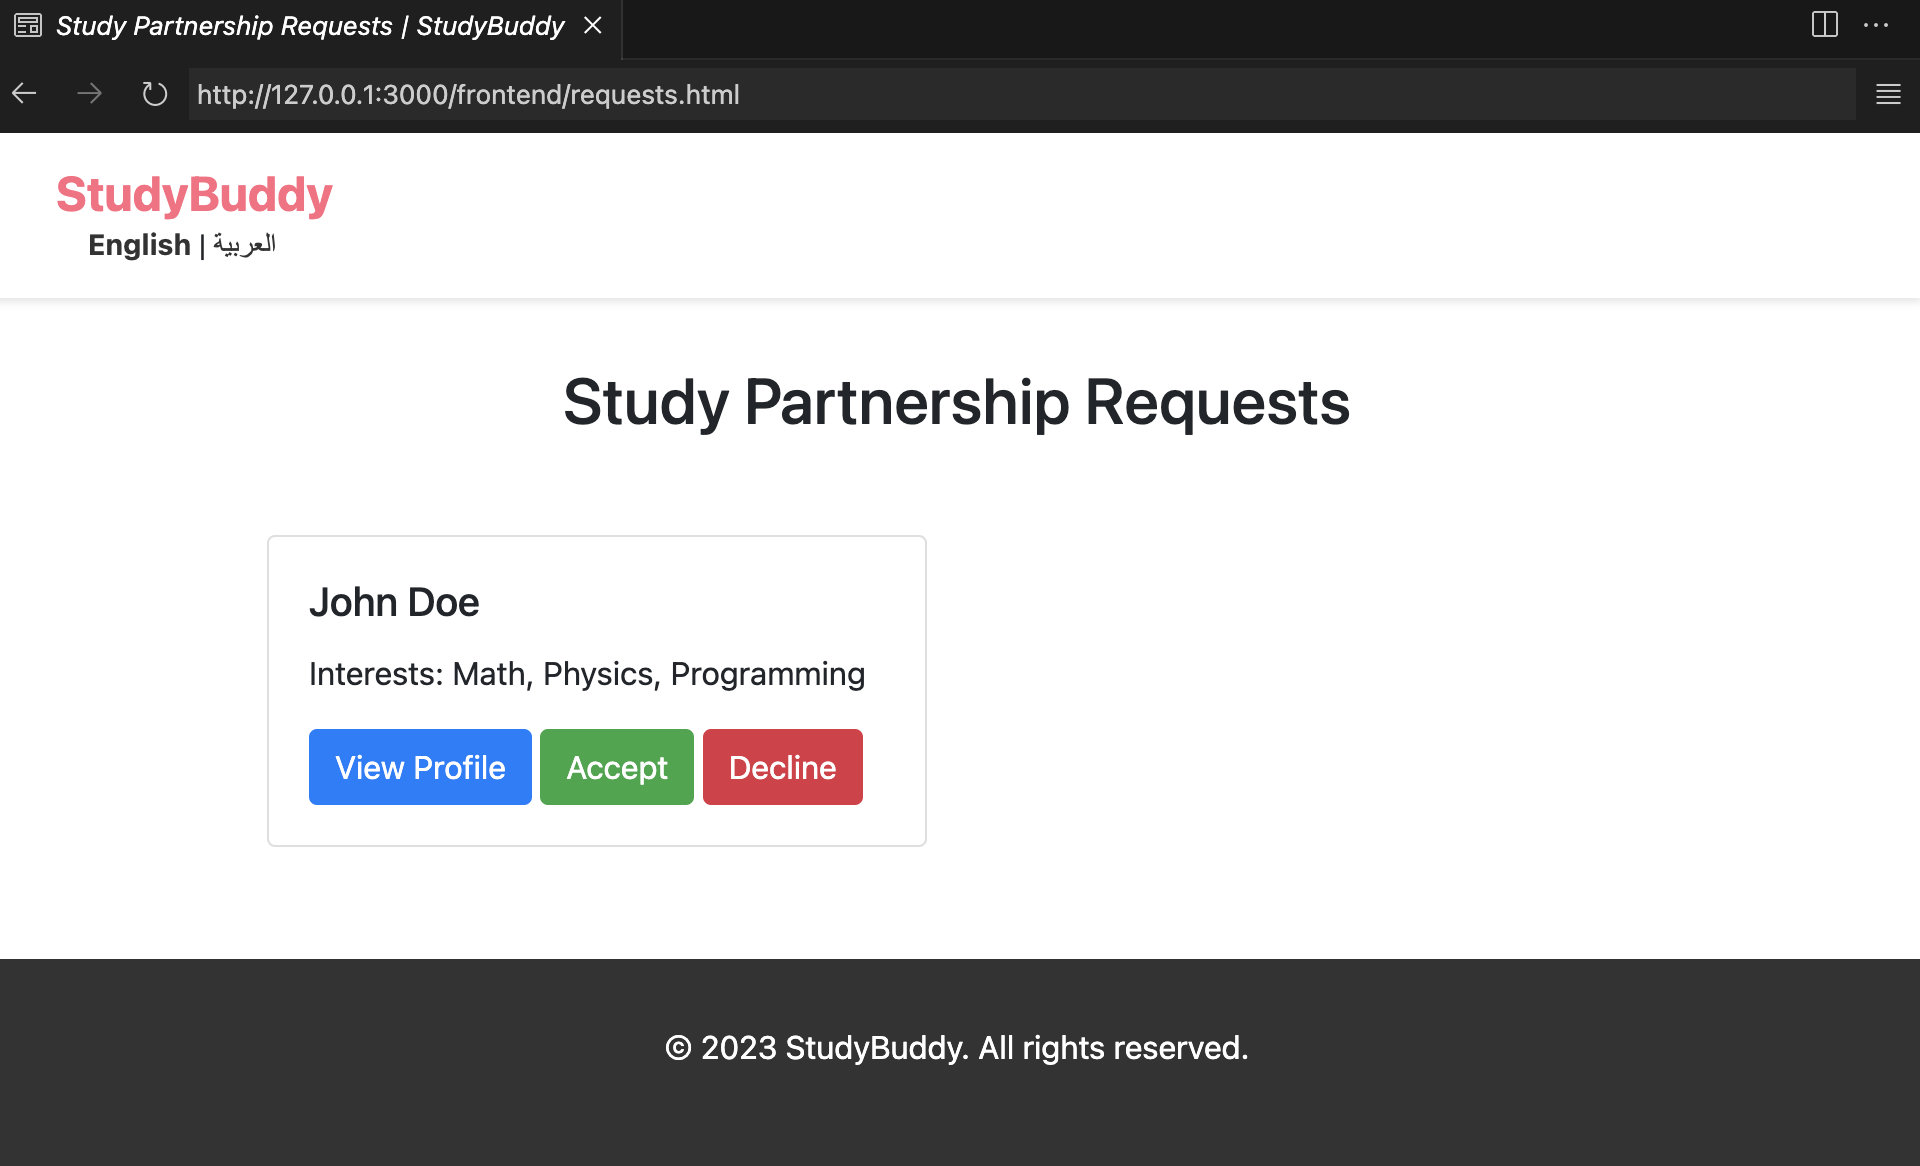 Study Partnership Requests | StudyBuddy
http://127.0.0.1:3000/frontend/requests.html
StudyBuddy
English | العربية
Study Partnership Requests
John Doe
Interests: Math, Physics, Programming
View Profile Accept Decline
© 2023 StudyBuddy. All rights reserved.